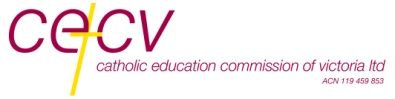 cecv
catholic education commission of victoria ltd
ACN 119 459 853